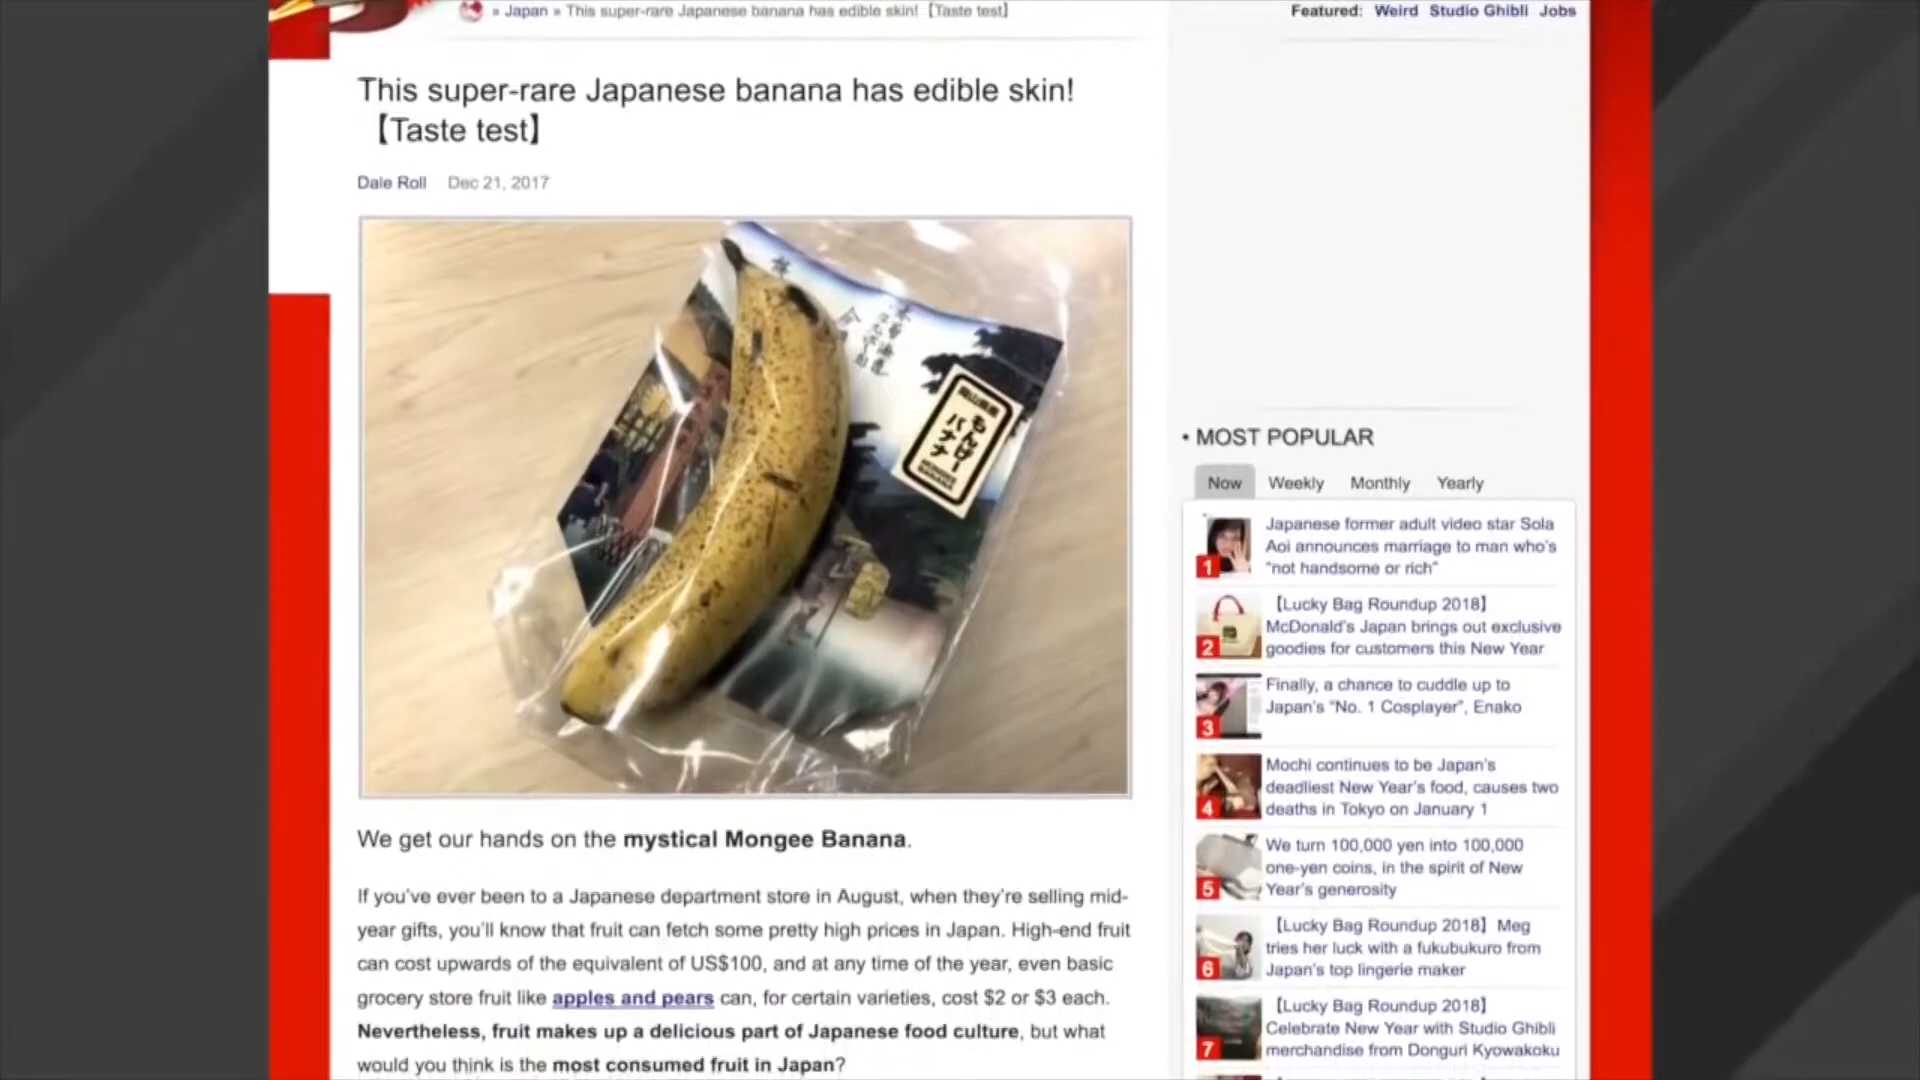 » Japan » This super-rare Japanese banana has edible skin!【Taste test】
Featured: Weird Studio Ghibli Jobs
This super-rare Japanese banana has edible skin!
【Taste test】
Dale Roll Dec 21, 2017
岡山県産
もんげー
バナナ
MONGEE
BANANA
We get our hands on the mystical Mongee Banana.
If you've ever been to a Japanese department store in August, when they're selling mid-
year gifts, you'll know that fruit can fetch some pretty high prices in Japan. High-end fruit
can cost upwards of the equivalent of US$100, and at any time of the year, even basic
grocery store fruit like apples and pears can, for certain varieties, cost $2 or $3 each.
Nevertheless, fruit makes up a delicious part of Japanese food culture, but what
would you think is the most consumed fruit in Japan?
• MOST POPULAR
Now Weekly Monthly Yearly
1
Japanese former adult video star Sola
Aoi announces marriage to man who's
"not handsome or rich"
2
【Lucky Bag Roundup 2018】
McDonald's Japan brings out exclusive
goodies for customers this New Year
3
Finally, a chance to cuddle up to
Japan's "No. 1 Cosplayer", Enako
4
Mochi continues to be Japan's
deadliest New Year's food, causes two
deaths in Tokyo on January 1
5
We turn 100,000 yen into 100,000
one-yen coins, in the spirit of New
Year's generosity
6
【Lucky Bag Roundup 2018】Meg
tries her luck with a fukubukuro from
Japan's top lingerie maker
7
【Lucky Bag Roundup 2018】
Celebrate New Year with Studio Ghibli
merchandise from Donguri Kyowakoku